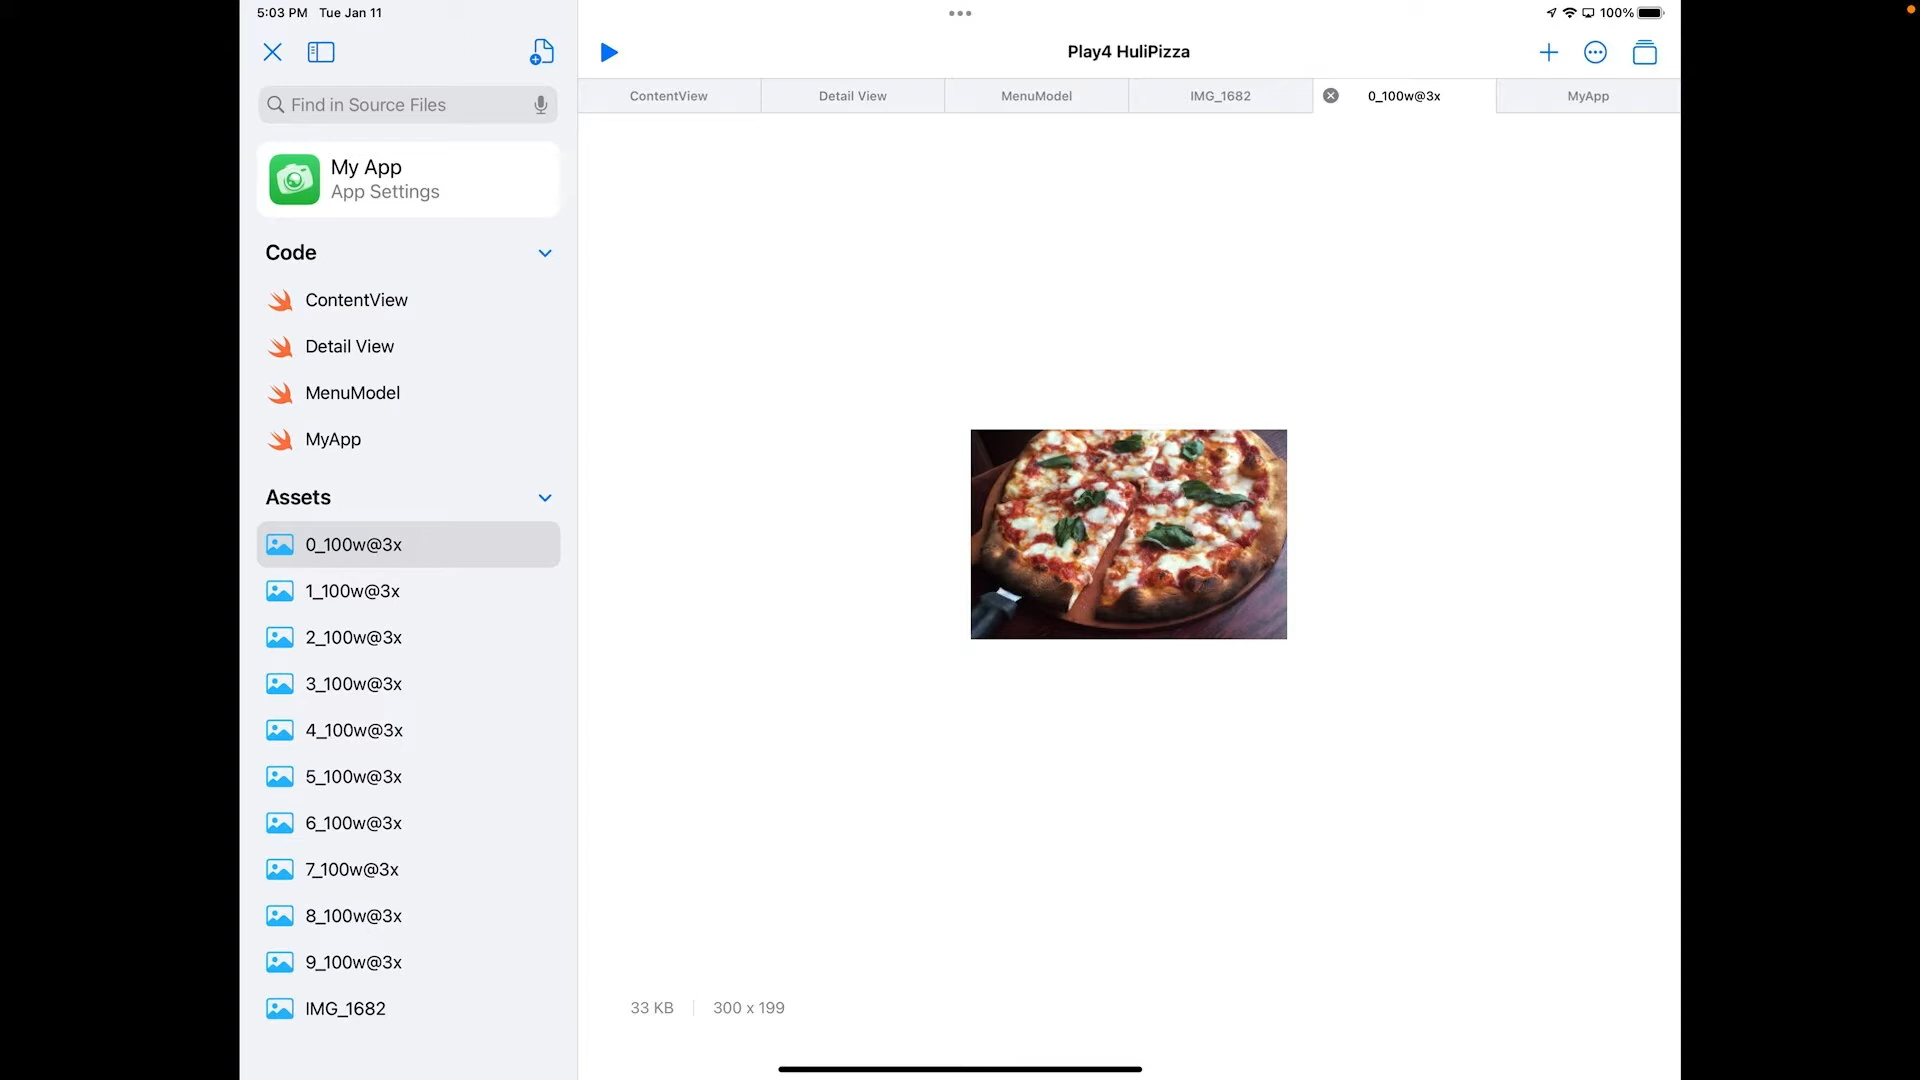 5:03 PM Tue Jan 11
100%
Play4 HuliPizza
Find in Source Files
ContentView
Detail View
MenuModel
IMG_1682
0_100w@3x
MyApp
My App
App Settings
Code
ContentView
Detail View
MenuModel
MyApp
Assets
0_100w@3x
1_100w@3x
2_100w@3x
3_100w@3x
4_100w@3x
5_100w@3x
6_100w@3x
7_100w@3x
8_100w@3x
9_100w@3x
IMG_1682
33 KB
300 x 199